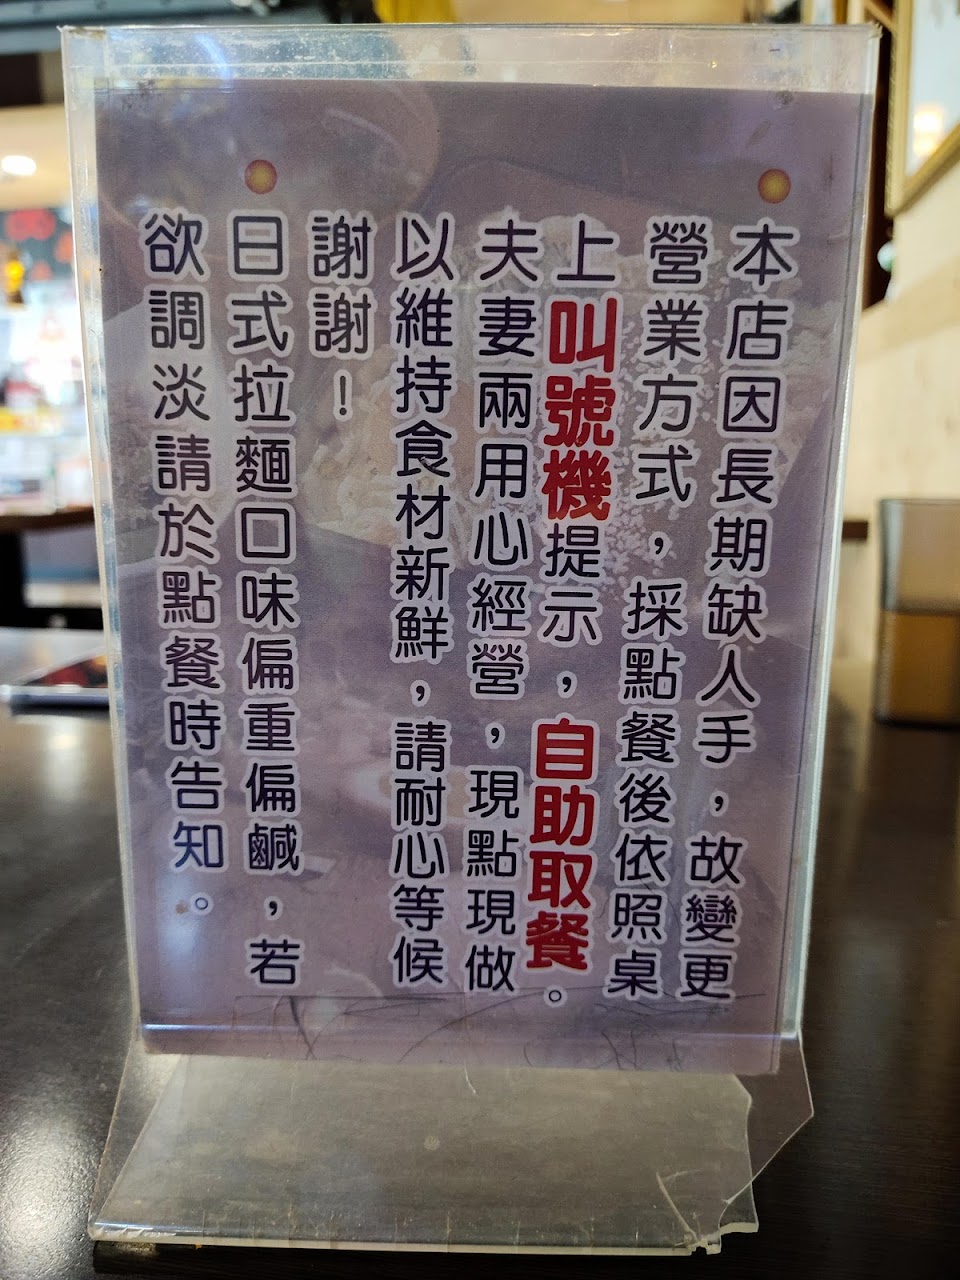 本店因長期缺人手，故變更
營業方式，採點餐後依照桌
上叫號機提示，自助取餐。
夫妻兩用心經營，現點現做
以維持食材新鮮，請耐心等候
謝謝！
日式拉麵口味偏重偏鹹，若
欲調淡請於點餐時告知。